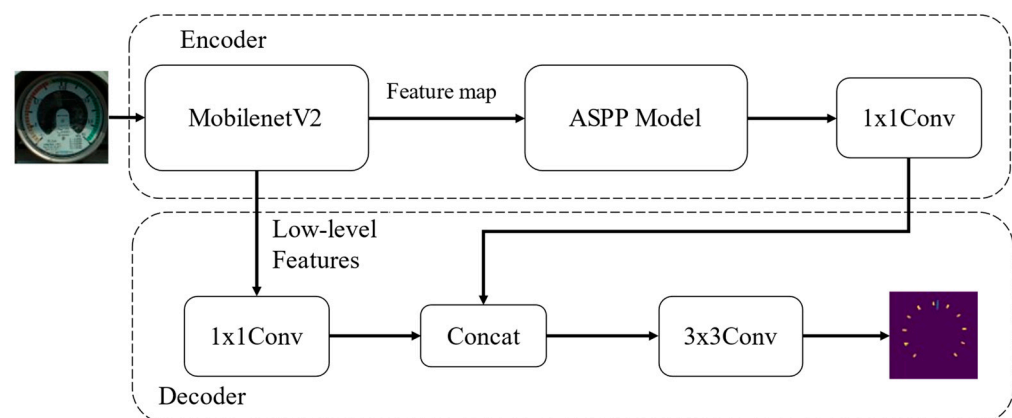 Encoder
MobilenetV2
Feature map
ASPP Model
1x1Conv
Low-level
Features
1x1Conv
Concat
3x3Conv
Decoder